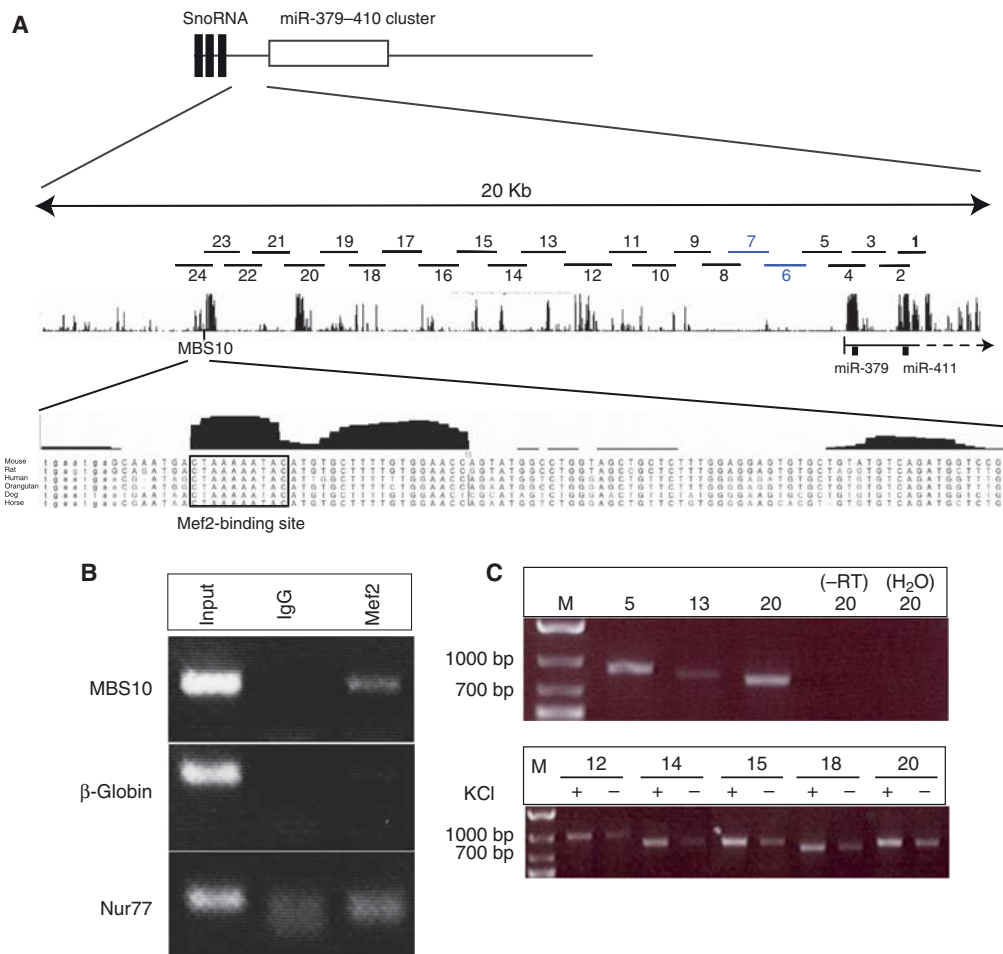 A
SnoRNA miR-379–410 cluster
20 Kb
23 21 19 17 15 13 11 9 7 5 3 1
24 22 20 18 16 14 12 10 8 6 4 2
MBS10
miR-379 miR-411
Mouse
Rat
Human
Orangutan
Dog
Horse
Mef2-binding site
B
Input IgG Mef2
MBS10
β-Globin
Nur77
C
(–RT) (H2O)
M 5 13 20 20 20
1000 bp
700 bp
M 12 14 15 18 20
KCl + – + – + – + – + –
1000 bp
700 bp